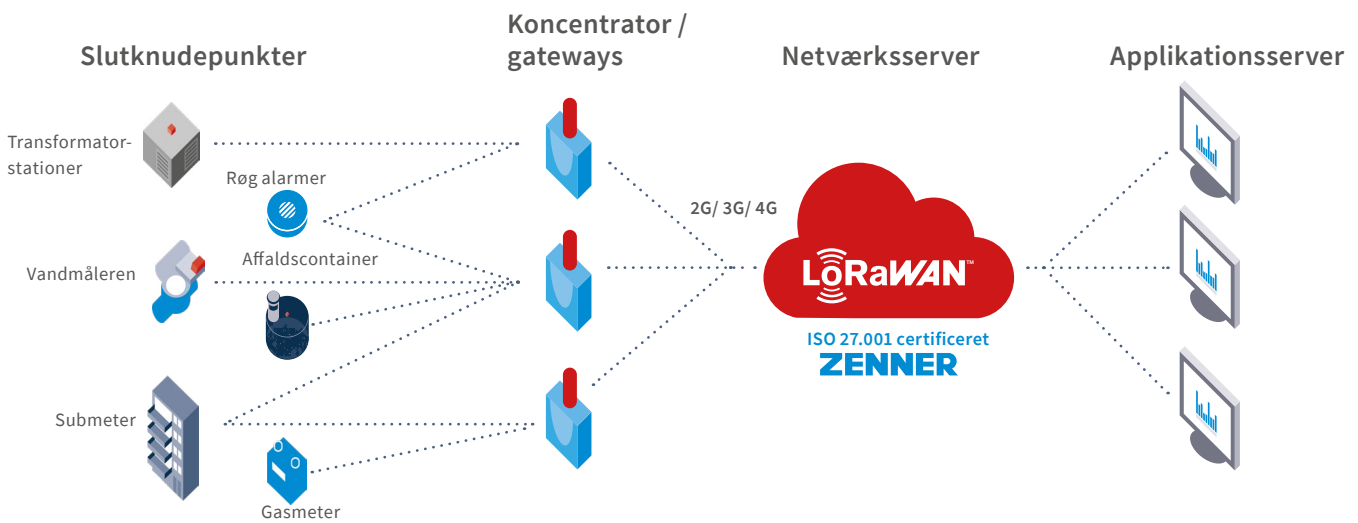 Slutknudepunkter
Koncentrator /
gateways
Netværksserver
Applikationsserver
Transformator-
stationer
Røg alarmer
Vandmåleren
Affaldscontainer
Submeter
Gasmeter
2G/ 3G/ 4G
LoRaWAN™
ISO 27.001 certificeret
ZENNER